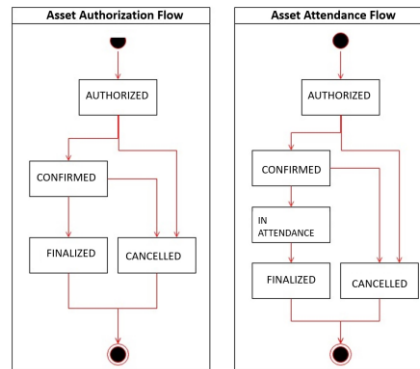 Asset Authorization Flow
AUTHORIZED
CONFIRMED
FINALIZED
CANCELLED
Asset Attendance Flow
AUTHORIZED
CONFIRMED
IN
ATTENDANCE
FINALIZED
CANCELLED